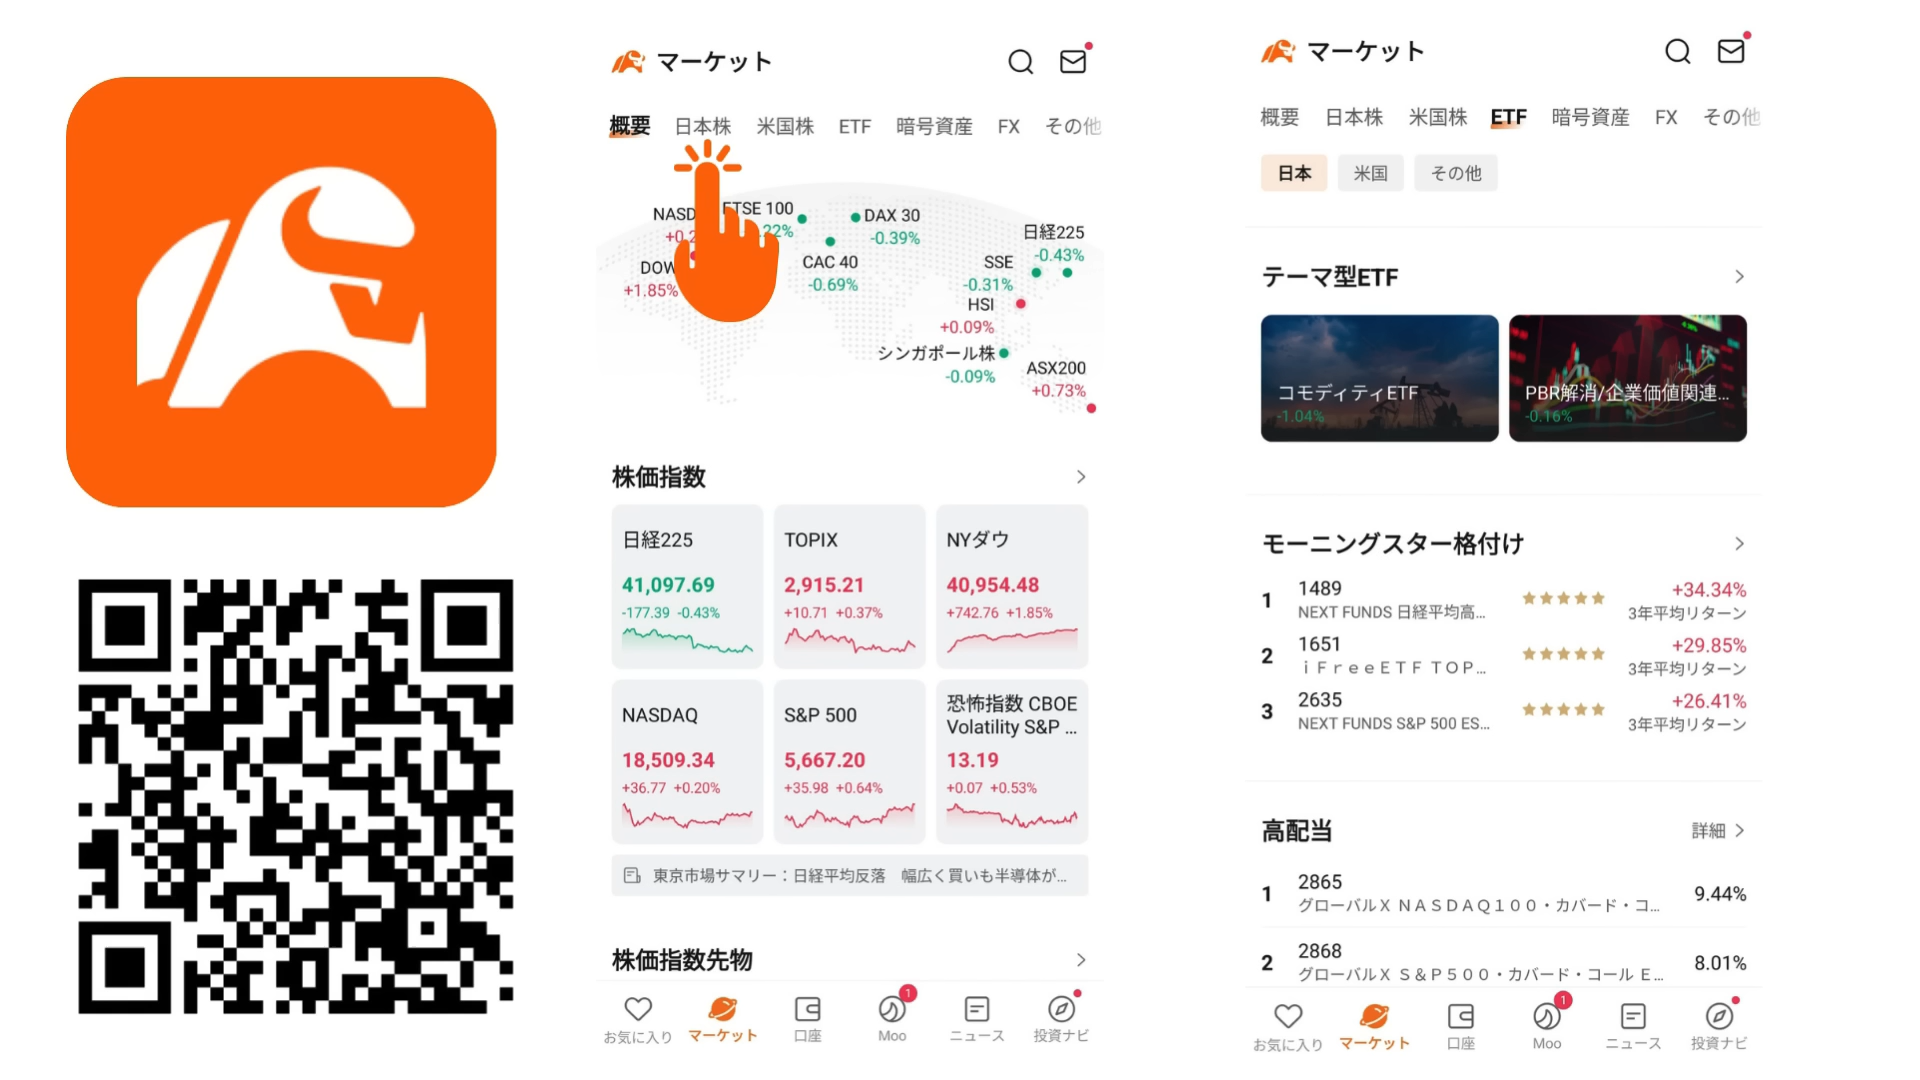 マーケット
概要 日本株 米国株 ETF 暗号資産 FX その他
FTSE 100
DAX 30
-0.39%
CAC 40
-0.69%
DOW
+1.85%
日経225
-0.43%
SSE
-0.31%
HSI
+0.09%
シンガポール株
-0.09%
ASX200
+0.73%
株価指数
日経225
41,097.69
-177.39 -0.43%
TOPIX
2,915.21
+10.71 +0.37%
NYダウ
40,954.48
+742.76 +1.85%
NASDAQ
18,509.34
+36.77 +0.20%
S&P 500
5,667.20
+35.98 +0.64%
恐怖指数 CBOE
Volatility S&P ...
13.19
+0.07 +0.53%
東京市場サマリー：日経平均反落 幅広く買いも半導体が...
株価指数先物
1
お気に入り マーケット 口座 Moo ニュース 投資ナビ
マーケット
概要 日本株 米国株 ETF 暗号資産 FX その他
日本 米国 その他
テーマ型ETF
コモディティETF
-1.04%
PBR解消/企業価値関連...
-0.16%
モーニングスター格付け
1 1489 +34.34%
NEXT FUNDS 日経平均高... 3年平均リターン
2 1651 +29.85%
ｉＦｒｅｅＥＴＦ ＴＯＰ... 3年平均リターン
3 2635 +26.41%
NEXT FUNDS S&P 500 ES... 3年平均リターン
高配当 詳細
1 2865 9.44%
グローバルＸ ＮＡＳＤＡＱ１００・カバード・コ...
2 2868 8.01%
グローバルＸ Ｓ＆Ｐ５００・カバード・コール Ｅ...
1
お気に入り マーケット 口座 Moo ニュース 投資ナビ